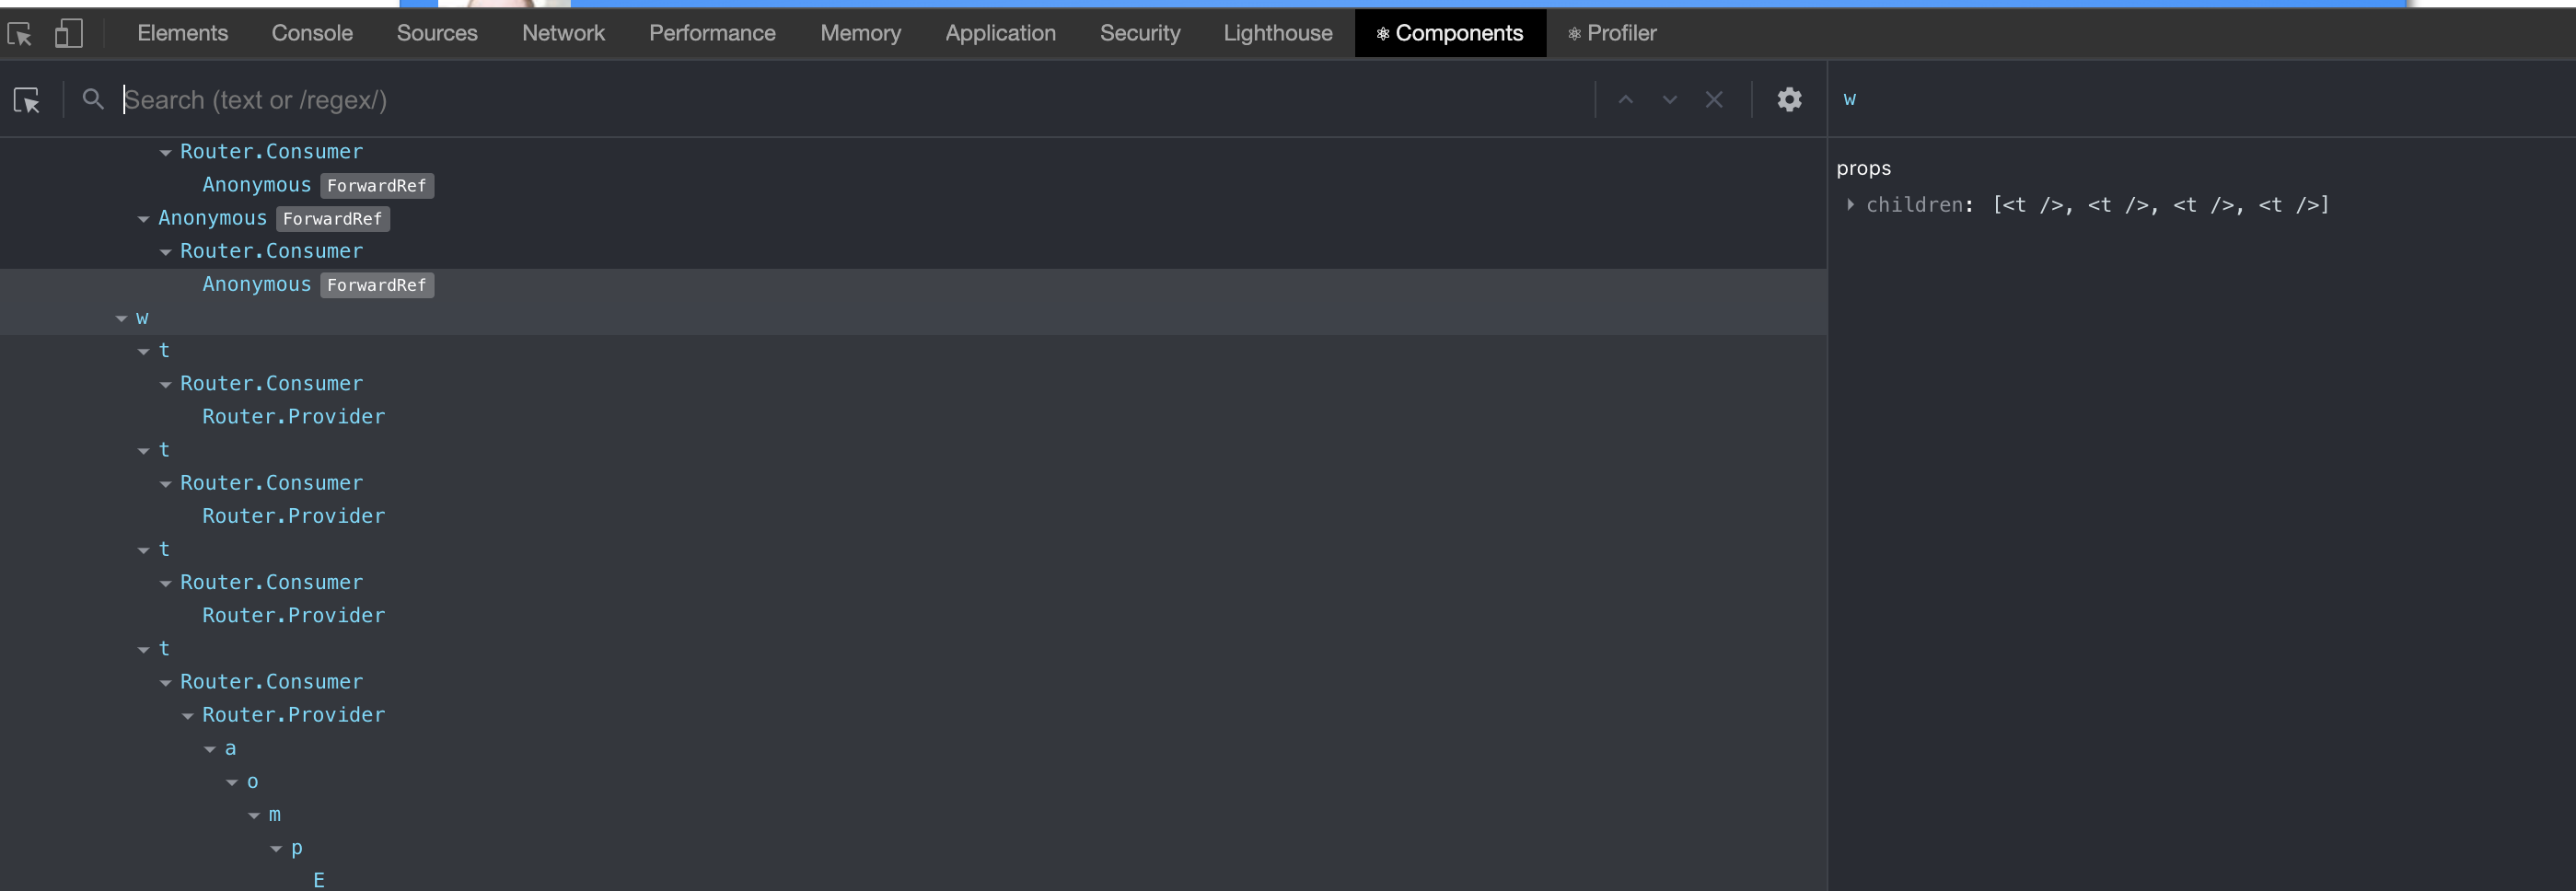 Elements Console Sources Network Performance Memory Application Security Lighthouse ⚛ Components ⚛ Profiler
Search (text or /regex/)
w
Router.Consumer
Anonymous ForwardRef
Anonymous ForwardRef
Router.Consumer
Anonymous ForwardRef
w
t
Router.Consumer
Router.Provider
t
Router.Consumer
Router.Provider
t
Router.Consumer
Router.Provider
t
Router.Consumer
Router.Provider
a
o
m
p
E
props
children: [<t />, <t />, <t />, <t />]